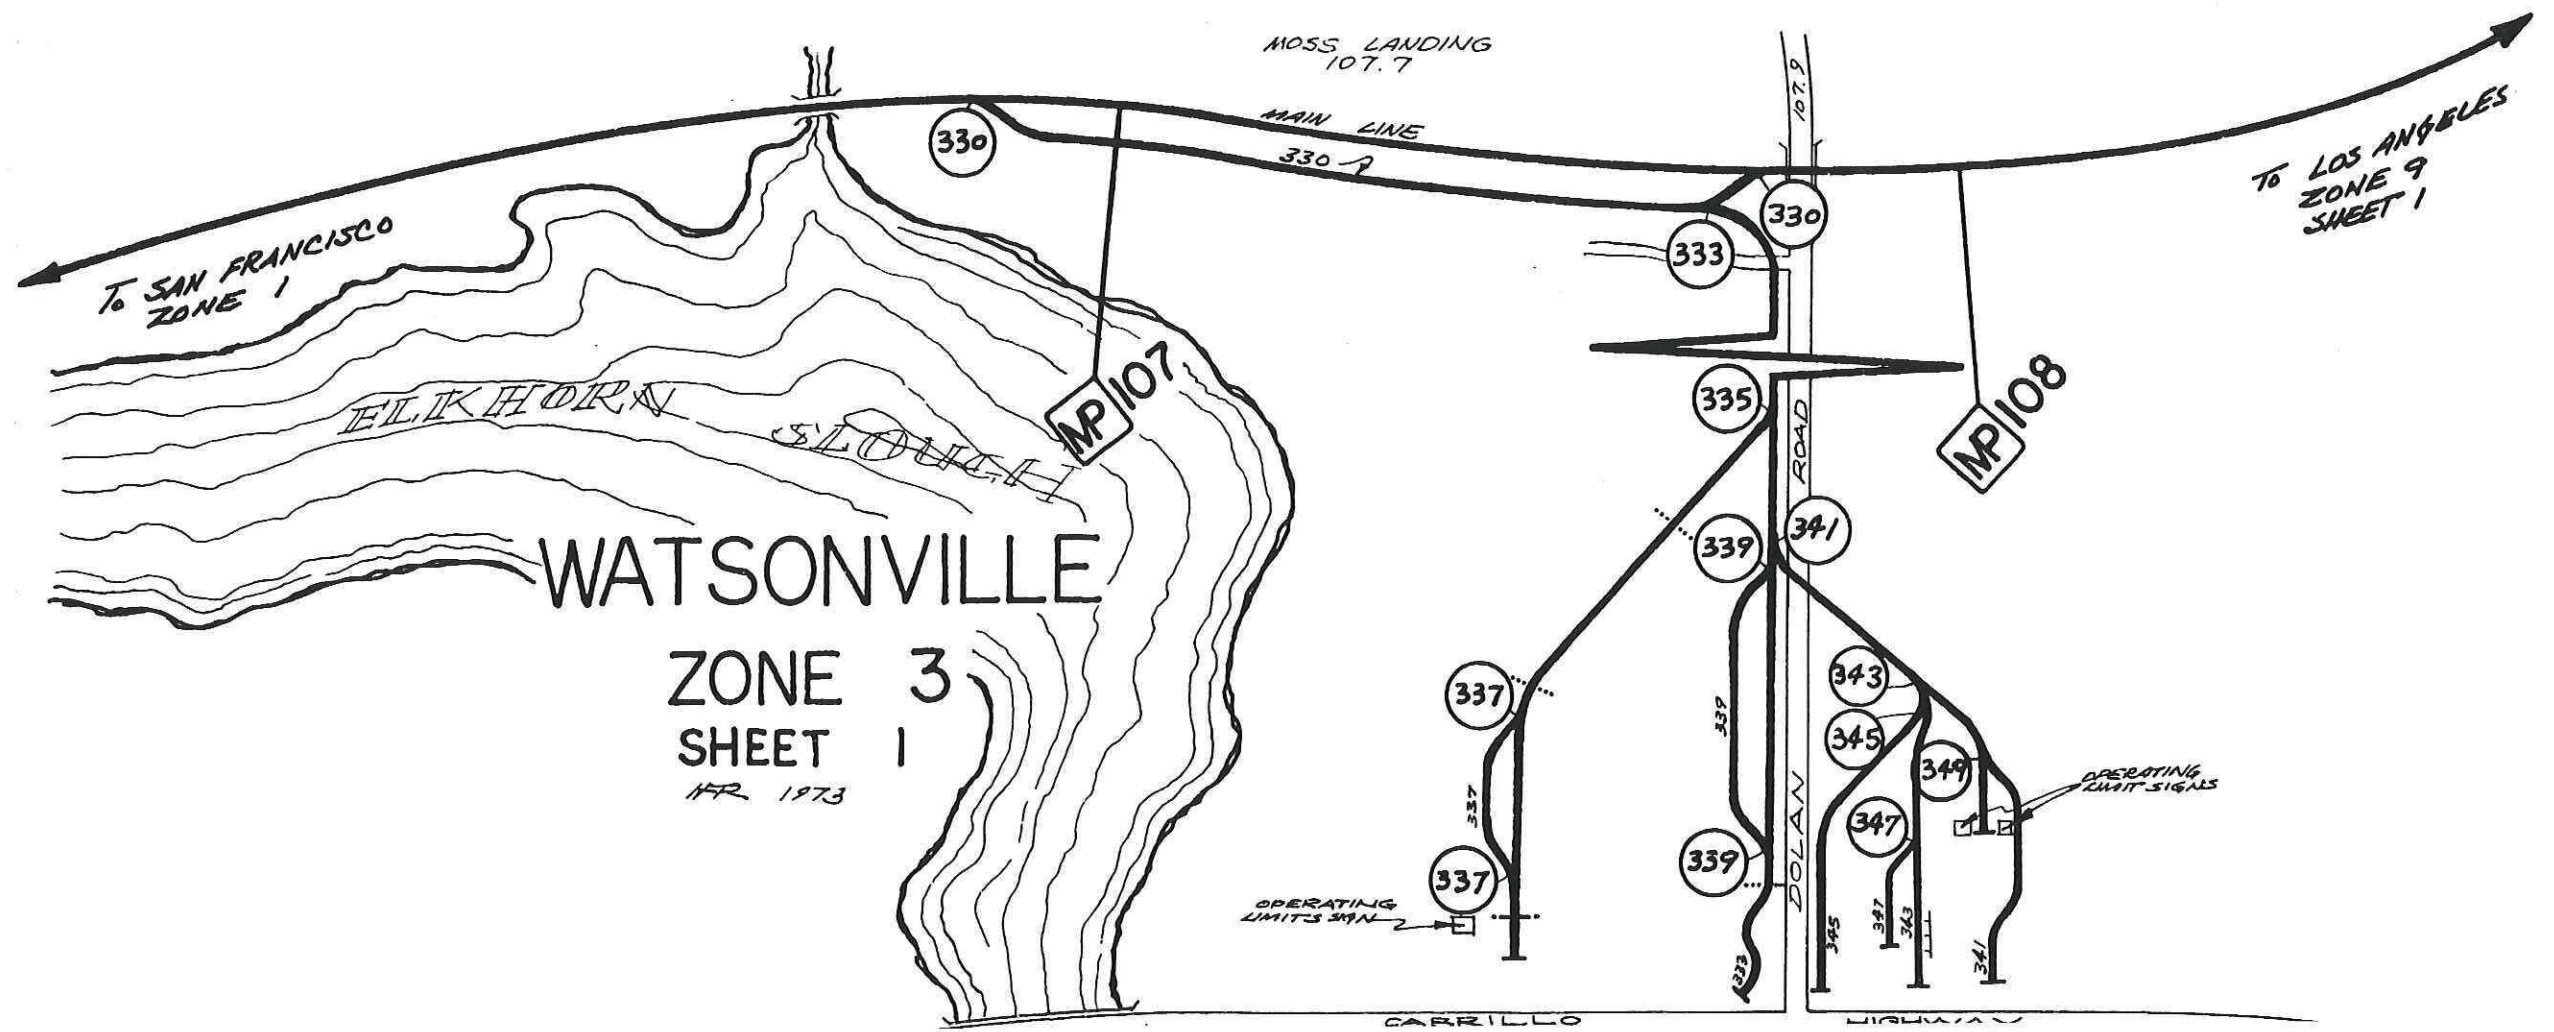 MOSS LANDING
107.7
107.9
MAIN LINE
330
330
330
333
TO SAN FRANCISCO
ZONE 1
TO LOS ANGELES
ZONE 9
SHEET 1
MP 107
MP 108
ELKHORN SLOUGH
335
339
341
WATSONVILLE
ZONE 3
SHEET 1
1973
337
337
337
339
339
343
345
349
347
OPERATING
LIMIT SIGNS
OPERATING
LIMITS SIGN
DOLAN ROAD
333
345
347
343
341
CABRILLO HIGHWAY